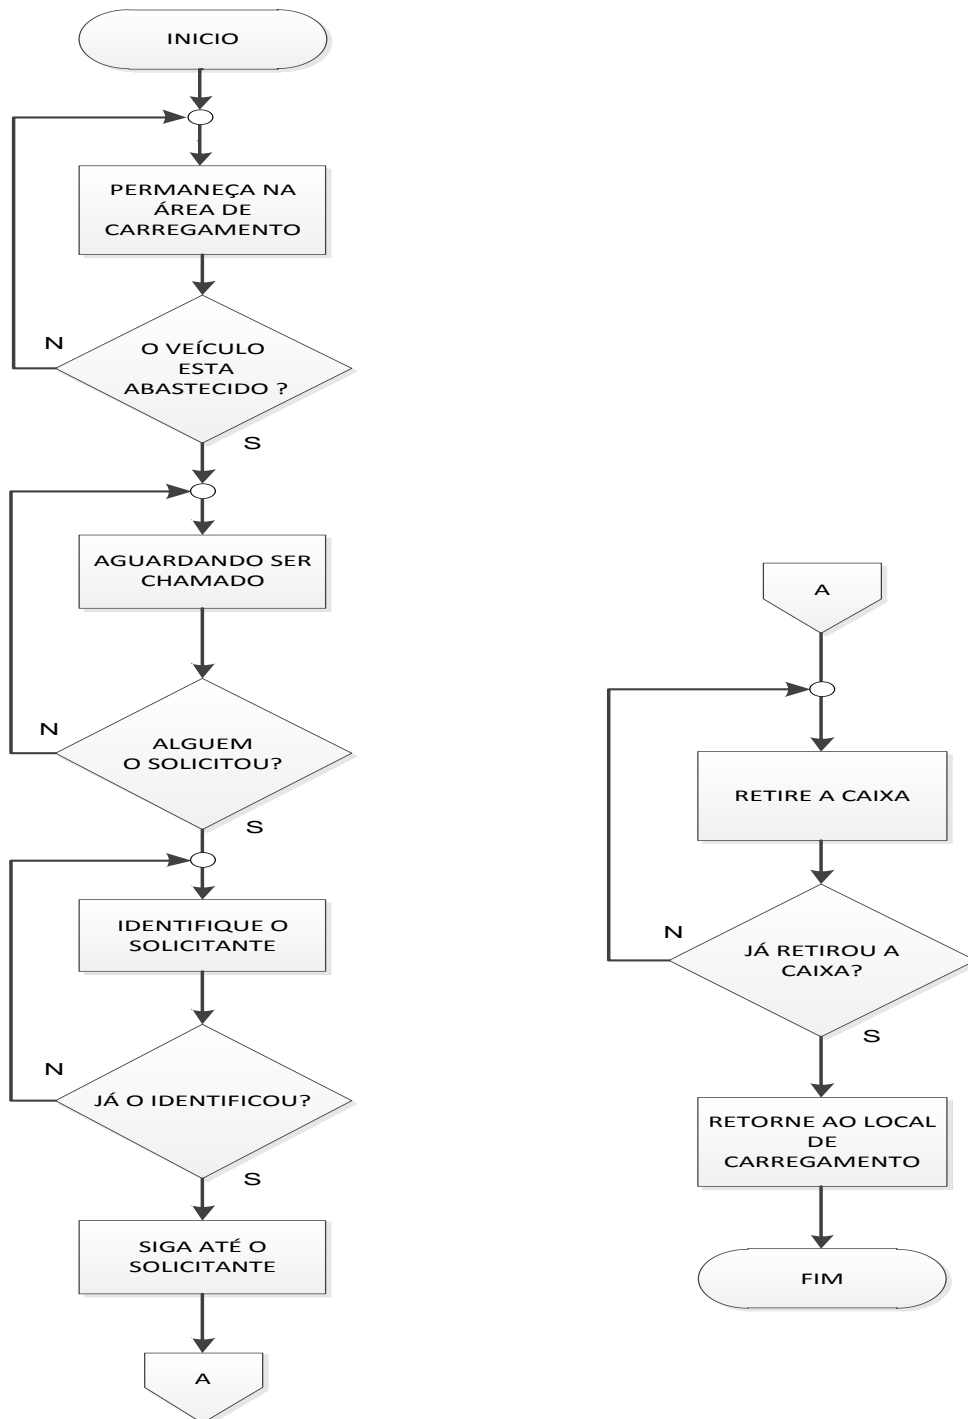 INICIO
PERMANEÇA NA
ÁREA DE
CARREGAMENTO
N
O VEÍCULO
ESTA
ABASTECIDO ?
S
AGUARDANDO SER
CHAMADO
N
ALGUEM
O SOLICITOU?
S
IDENTIFIQUE O
SOLICITANTE
N
JÁ O IDENTIFICOU?
S
SIGA ATÉ O
SOLICITANTE
A
A
RETIRE A CAIXA
N
JÁ RETIROU A
CAIXA?
S
RETORNE AO LOCAL
DE
CARREGAMENTO
FIM